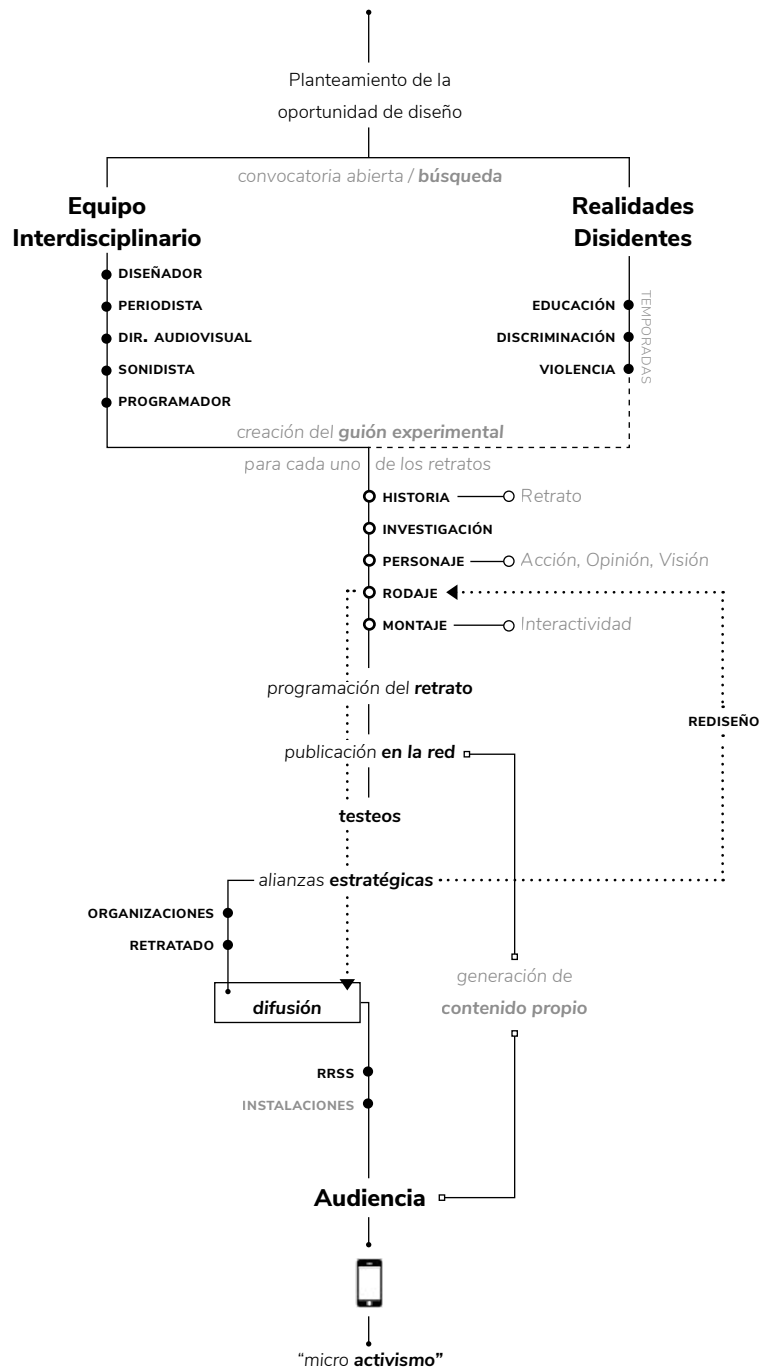 Planteamiento de la
oportunidad de diseño
convocatoria abierta / búsqueda
Equipo
Interdisciplinario
DISEÑADOR
PERIODISTA
DIR. AUDIOVISUAL
SONIDISTA
PROGRAMADOR
Realidades
Disidentes
EDUCACIÓN
DISCRIMINACIÓN
VIOLENCIA
TEMPORADAS
creación del guión experimental
para cada uno de los retratos
HISTORIA
Retrato
INVESTIGACIÓN
PERSONAJE
Acción, Opinión, Visión
RODAJE
MONTAJE
Interactividad
programación del retrato
REDISEÑO
publicación en la red
testeos
alianzas estratégicas
ORGANIZACIONES
RETRATADO
generación de
contenido propio
difusión
RRSS
INSTALACIONES
Audiencia
“micro activismo”